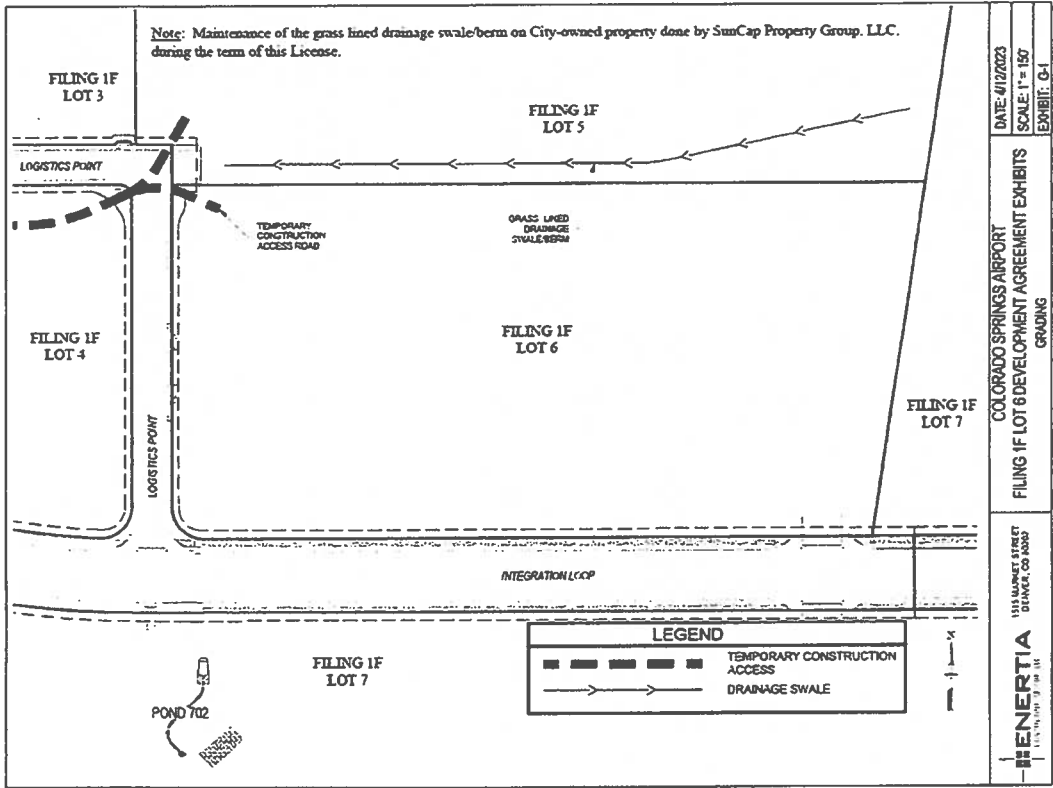 Note: Maintenance of the grass lined drainage swale/berm on City-owned property done by SunCap Property Group. LLC.
during the term of this License.
FILING 1F
LOT 3
FILING 1F
LOT 5
LOGISTICS POINT
TEMPORARY
CONSTRUCTION
ACCESS ROAD
GRASS LINED
DRAINAGE
SWALE/BERM
FILING 1F
LOT 4
FILING 1F
LOT 6
FILING 1F
LOT 7
LOGISTICS POINT
INTEGRATION LOOP
FILING 1F
LOT 7
POND 702
LEGEND
TEMPORARY CONSTRUCTION
ACCESS
DRAINAGE SWALE
DATE: 4/12/2023
SCALE: 1" = 150'
EXHIBIT: G-1
COLORADO SPRINGS AIRPORT
FILING 1F LOT 6 DEVELOPMENT AGREEMENT EXHIBITS
GRADING
ENERTIA
1515 MARKET STREET
DENVER, CO